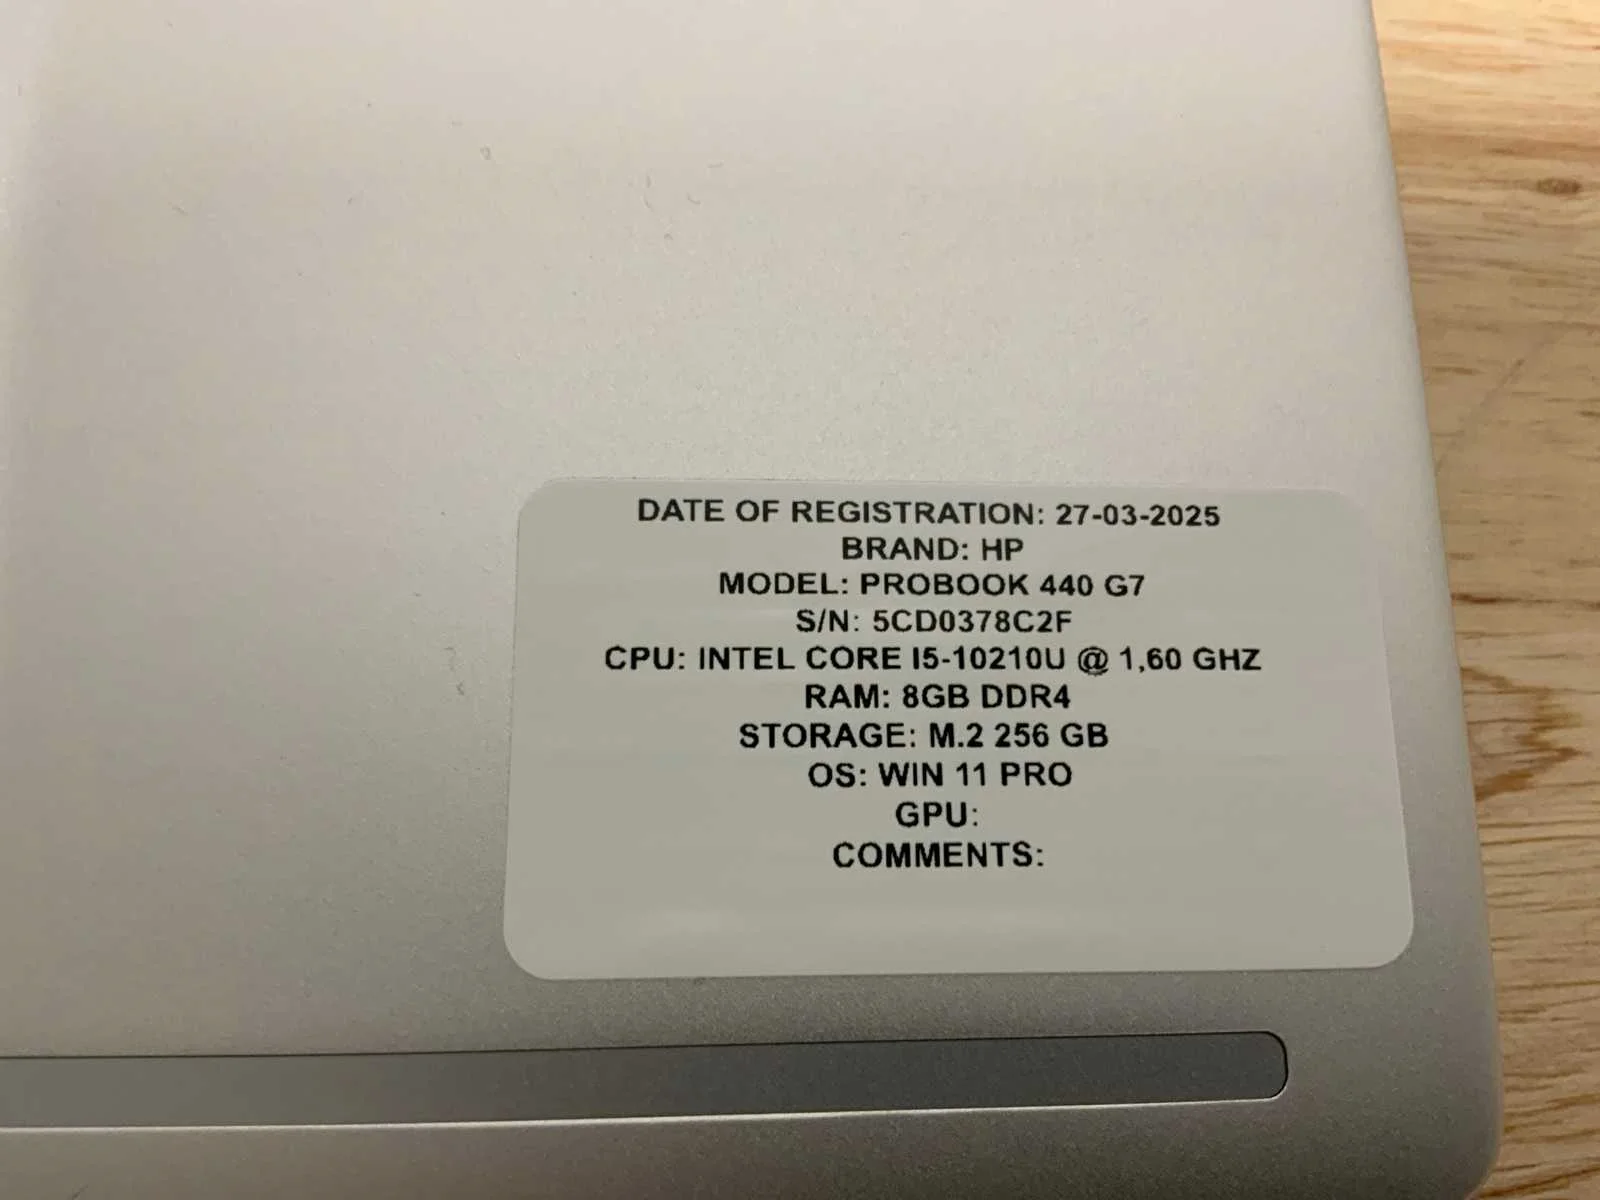 DATE OF REGISTRATION: 27-03-2025
BRAND: HP
MODEL: PROBOOK 440 G7
S/N: 5CD0378C2F
CPU: INTEL CORE I5-10210U @ 1,60 GHZ
RAM: 8GB DDR4
STORAGE: M.2 256 GB
OS: WIN 11 PRO
GPU:
COMMENTS: